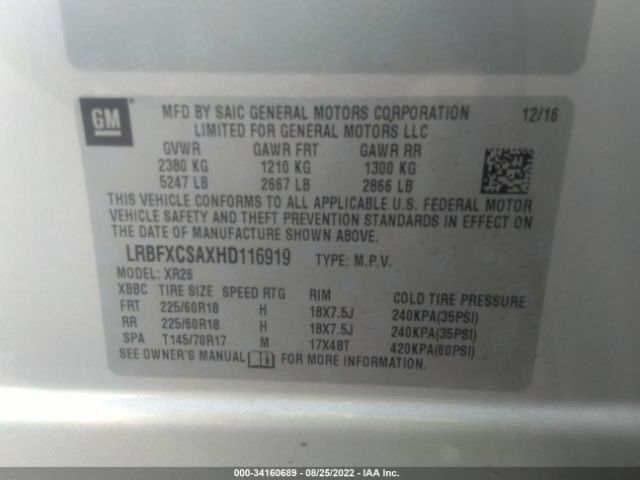 GM
MFD BY SAIC GENERAL MOTORS CORPORATION 12/16
LIMITED FOR GENERAL MOTORS LLC
GVWR GAWR FRT GAWR RR
2380 KG 1210 KG 1300 KG
5247 LB 2667 LB 2866 LB
THIS VEHICLE CONFORMS TO ALL APPLICABLE U.S. FEDERAL MOTOR
VEHICLE SAFETY AND THEFT PREVENTION STANDARDS IN EFFECT ON
THE DATE OF MANUFACTURE SHOWN ABOVE.
LRBFXCSAXHD116919 TYPE: M.P.V.
MODEL: XR26
XBBC TIRE SIZE SPEED RTG RIM COLD TIRE PRESSURE
FRT 225/60R18 H 18X7.5J 240KPA(35PSI)
RR 225/60R18 H 18X7.5J 240KPA(35PSI)
SPA T145/70R17 M 17X4BT 420KPA(60PSI)
SEE OWNER'S MANUAL FOR MORE INFORMATION.
000-34160689 - 08/25/2022 - IAA Inc.